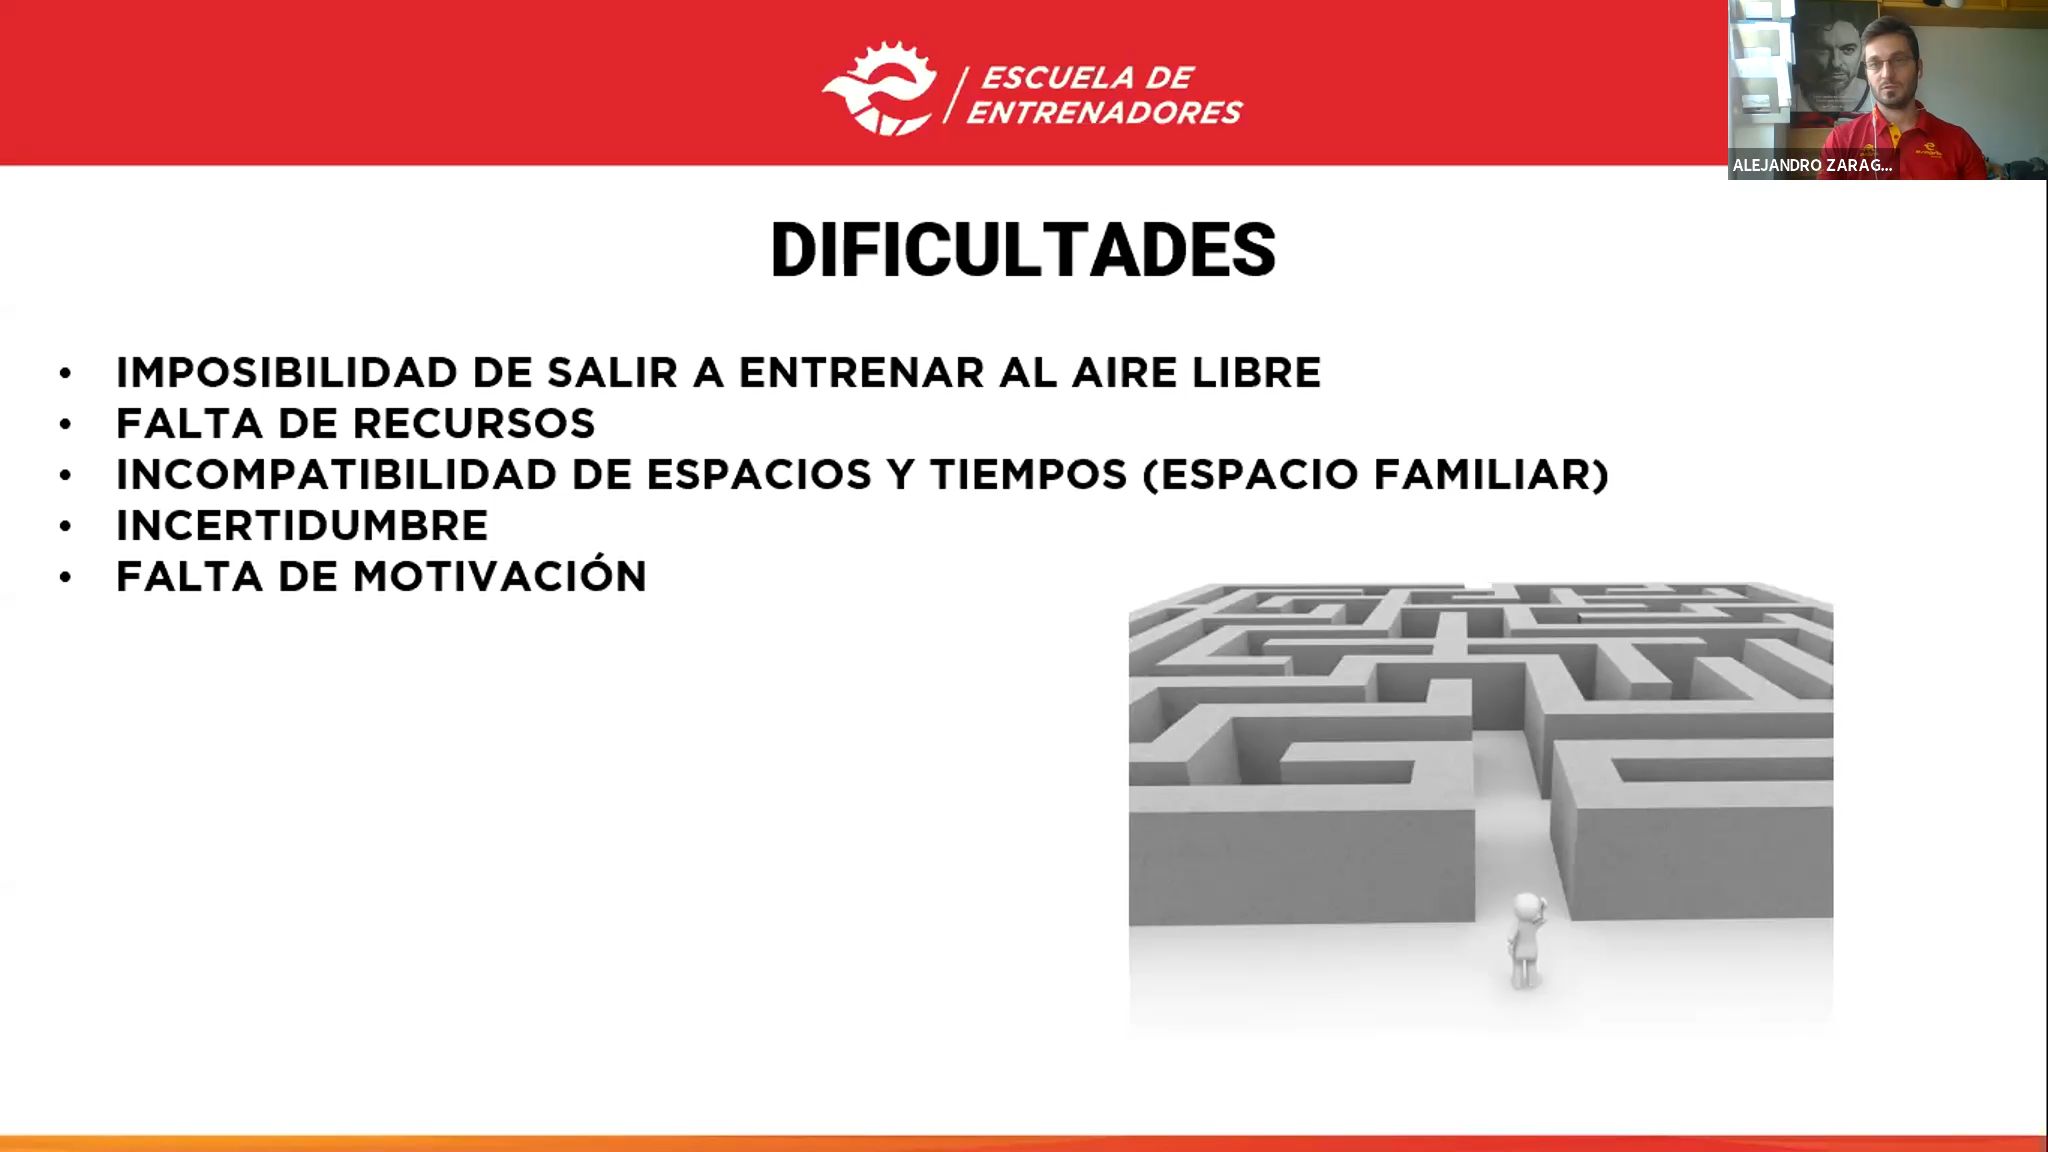 ESCUELA DE
ENTRENADORES
ALEJANDRO ZARAG...
DIFICULTADES
• IMPOSIBILIDAD DE SALIR A ENTRENAR AL AIRE LIBRE
• FALTA DE RECURSOS
• INCOMPATIBILIDAD DE ESPACIOS Y TIEMPOS (ESPACIO FAMILIAR)
• INCERTIDUMBRE
• FALTA DE MOTIVACIÓN